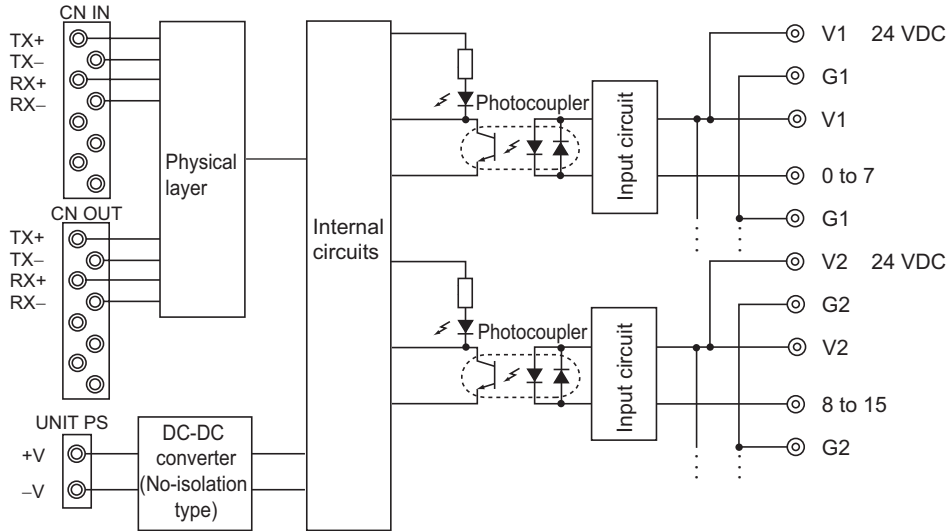 CN IN
TX+
TX–
RX+
RX–
CN OUT
TX+
TX–
RX+
RX–
UNIT PS
+V
–V
Physical
layer
DC-DC
converter
(No-isolation
type)
Internal
circuits
Photocoupler
Input circuit
V1 24 VDC
G1
V1
0 to 7
G1
Photocoupler
Input circuit
V2 24 VDC
G2
V2
8 to 15
G2